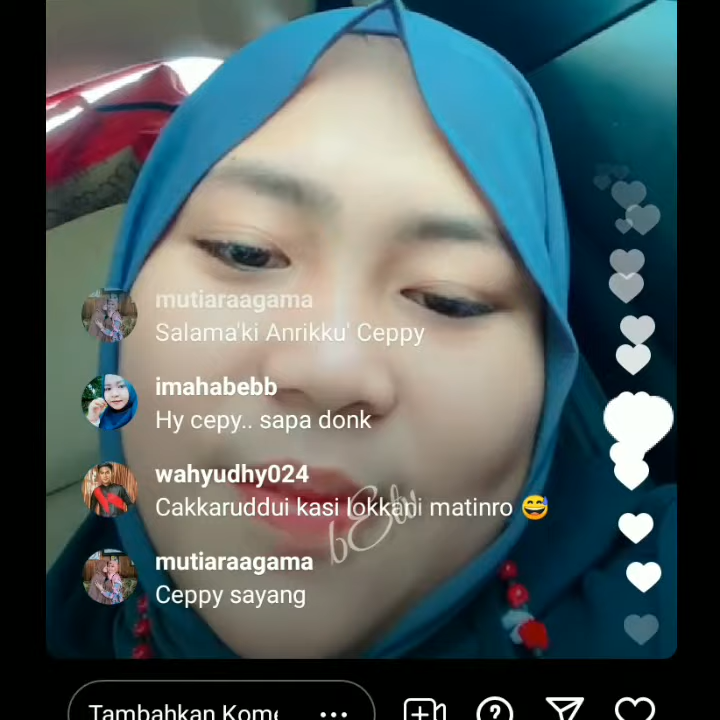 mutiaraagama
Salama'ki Anrikku' Ceppy
imahabebb
Hy cepy.. sapa donk
wahyudhy024
Cakkaruddui kasi lokkani matinro 😅
mutiaraagama
Ceppy sayang
Tambahkan Kome